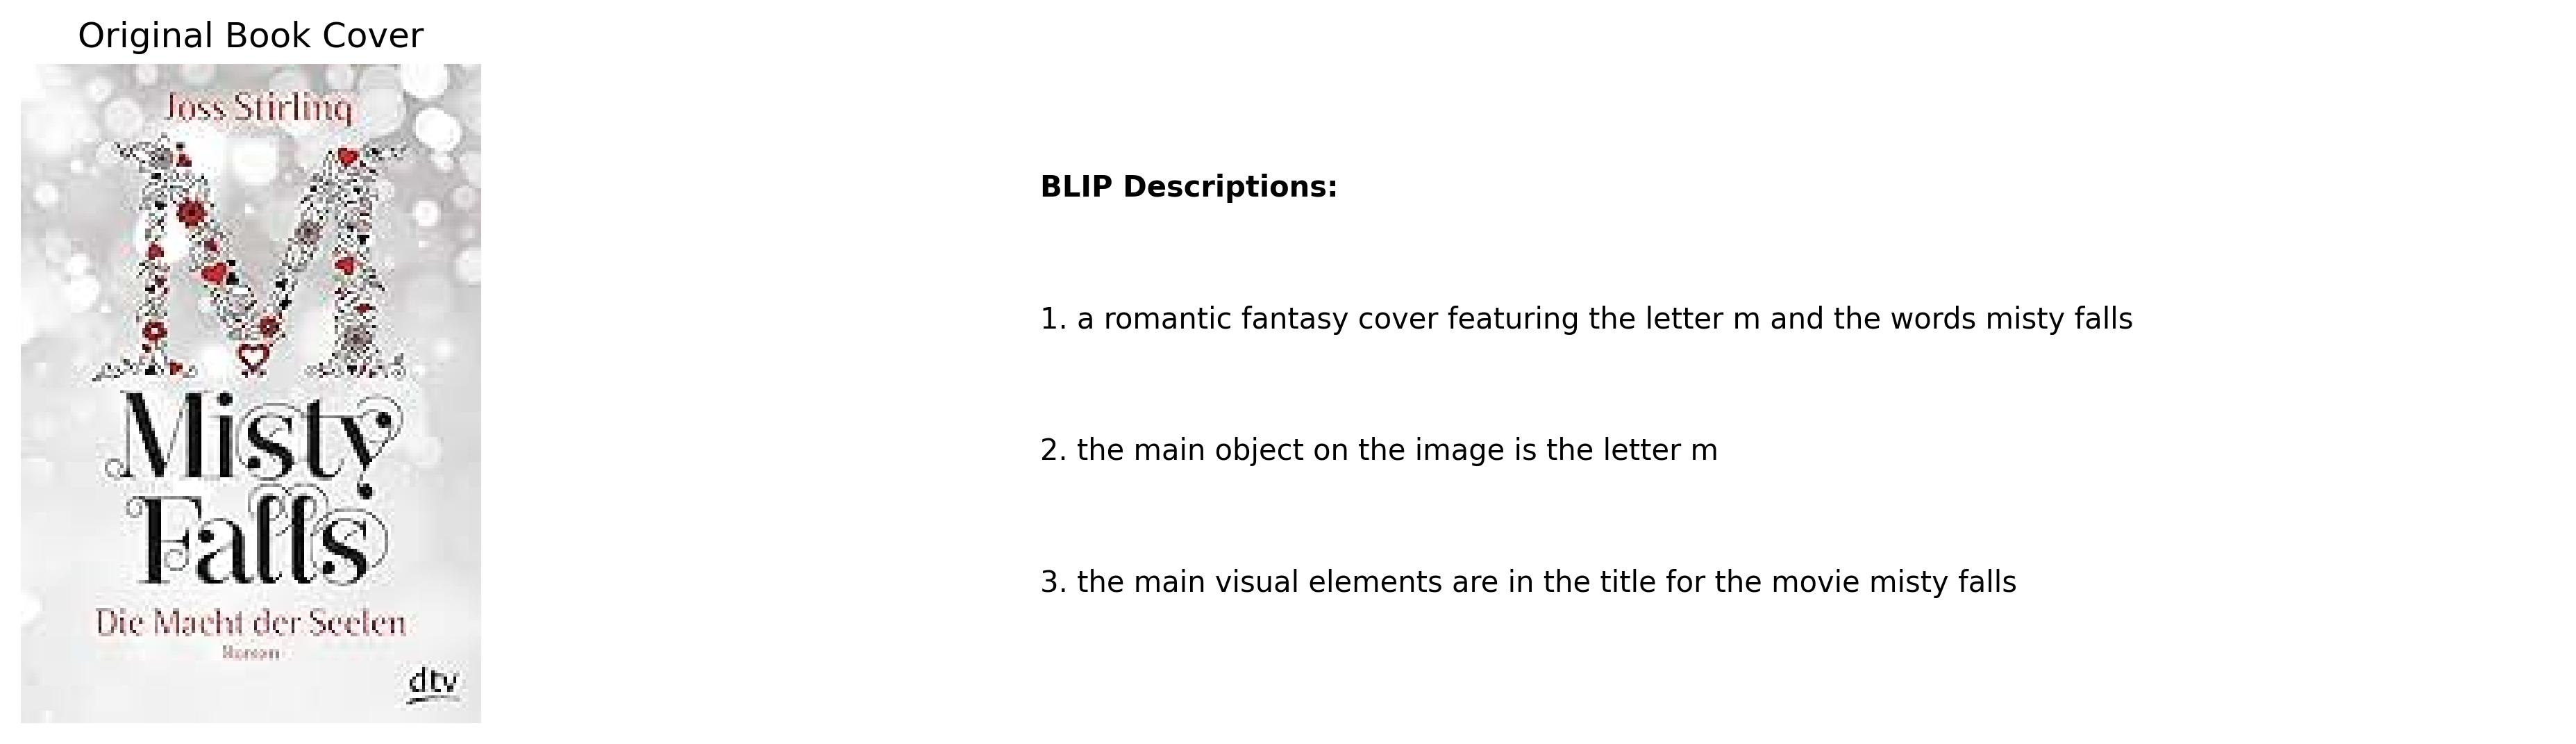 Original Book Cover
Joss Stirling
M
Misty
Falls
Die Macht der Seelen
Roman
dtv
BLIP Descriptions:
1. a romantic fantasy cover featuring the letter m and the words misty falls
2. the main object on the image is the letter m
3. the main visual elements are in the title for the movie misty falls